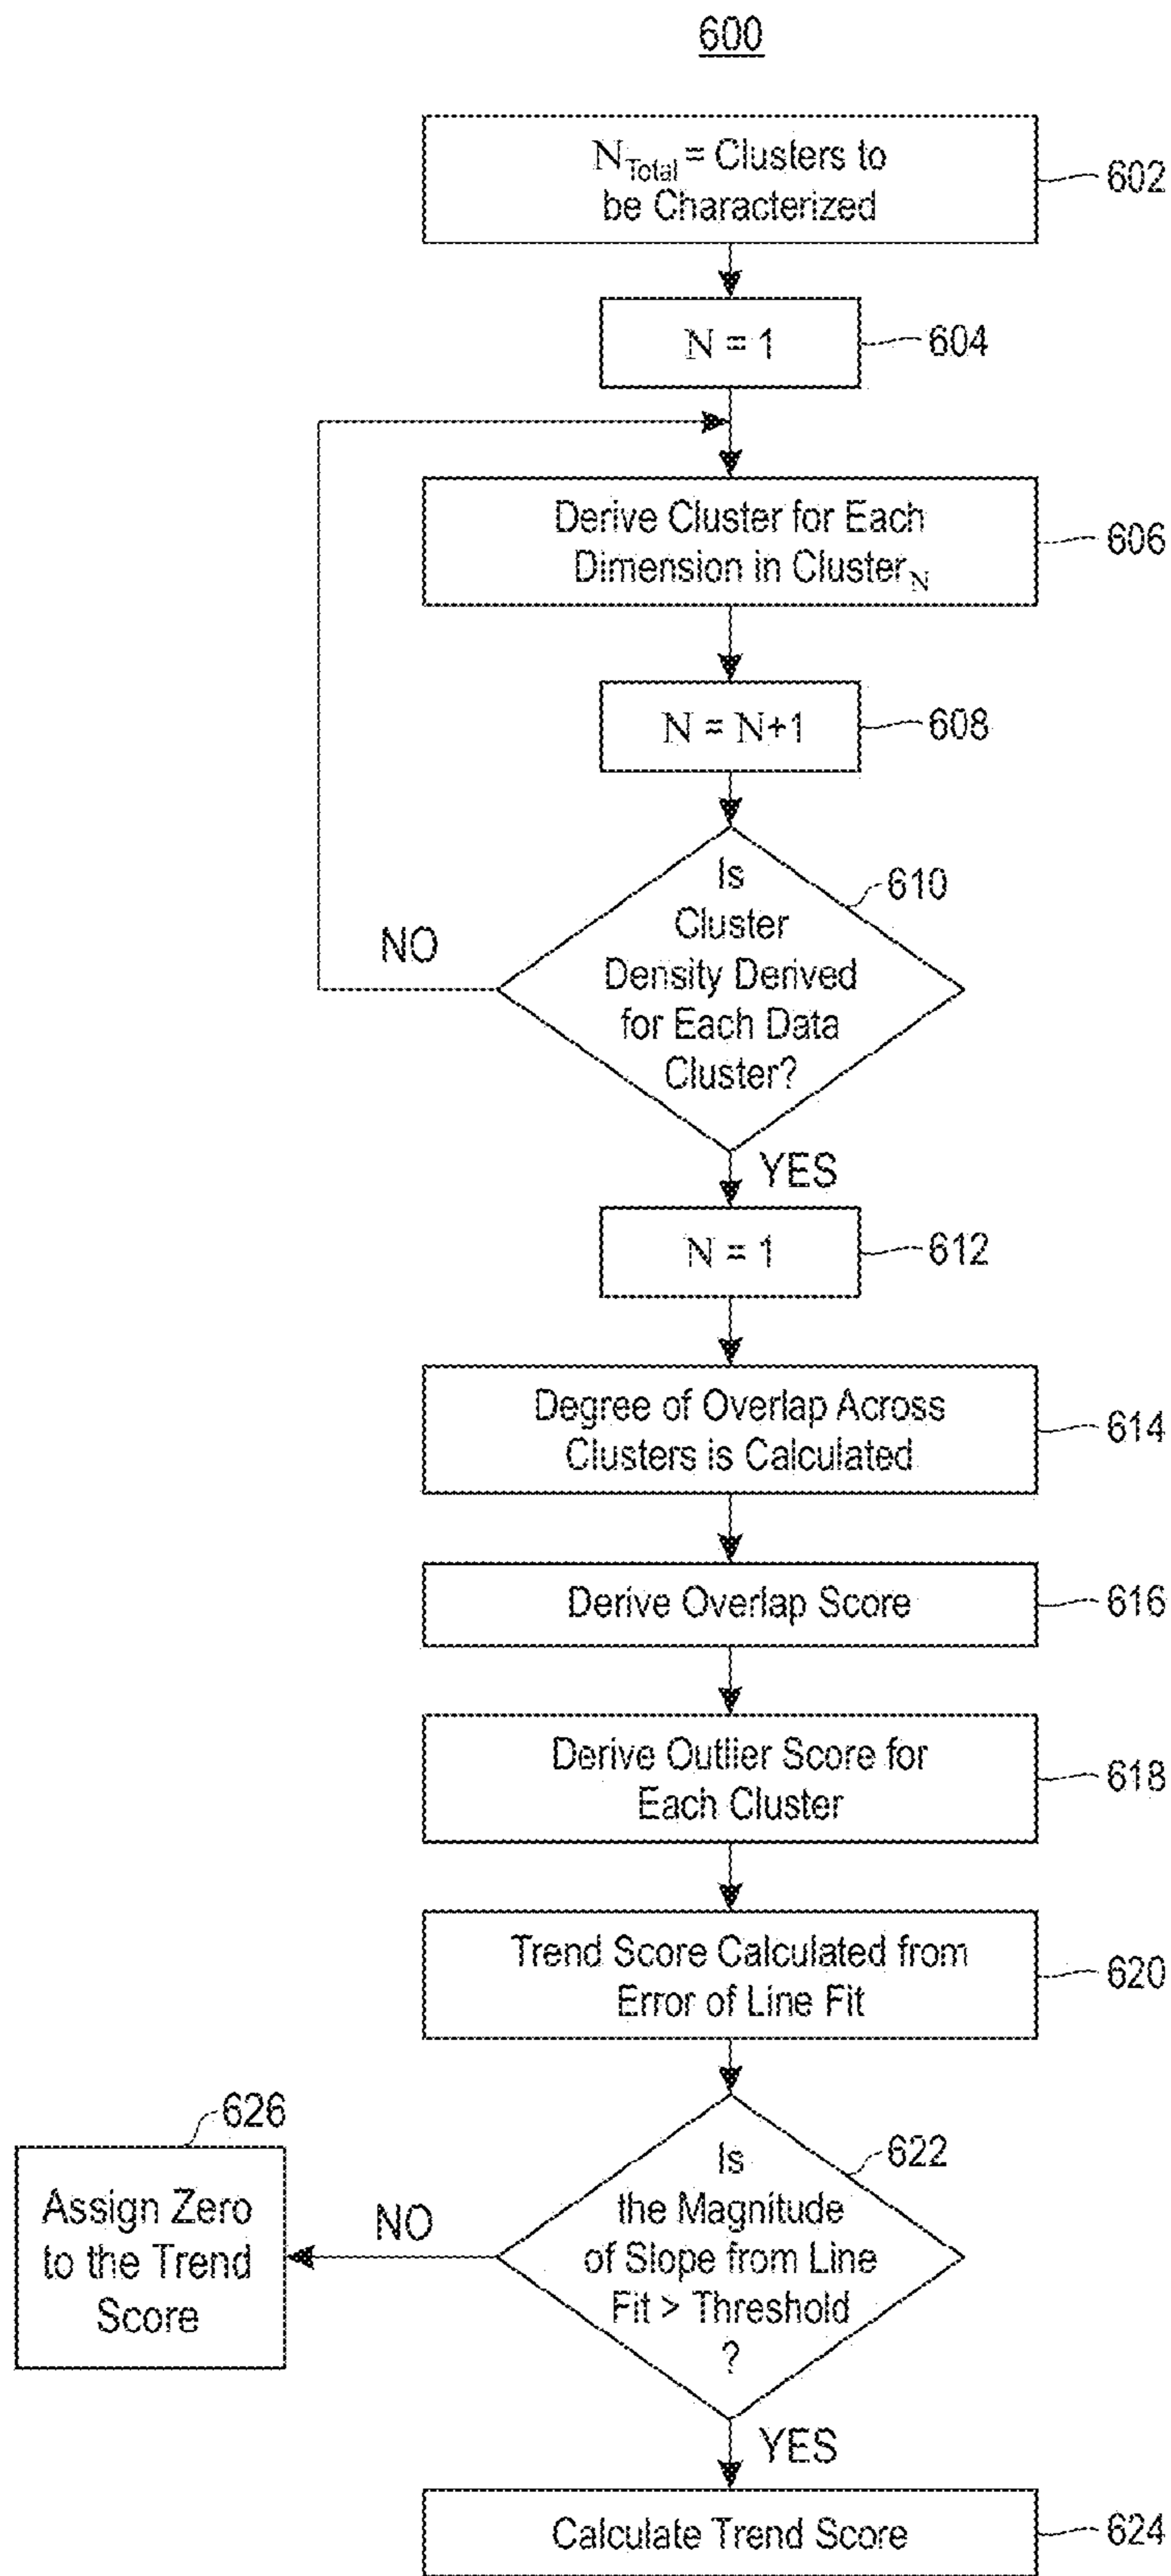 600
N Total = Clusters to
be Characterized
602
N = 1
604
Derive Cluster for Each
Dimension in Cluster N
606
N = N+1
608
Is
Cluster
Density Derived
for Each Data
Cluster?
610
NO
YES
N = 1
612
Degree of Overlap Across
Clusters is Calculated
614
Derive Overlap Score
616
Derive Outlier Score for
Each Cluster
618
Trend Score Calculated from
Error of Line Fit
620
Is
the Magnitude
of Slope from Line
Fit > Threshold
?
622
NO
626
Assign Zero
to the Trend
Score
YES
Calculate Trend Score
624